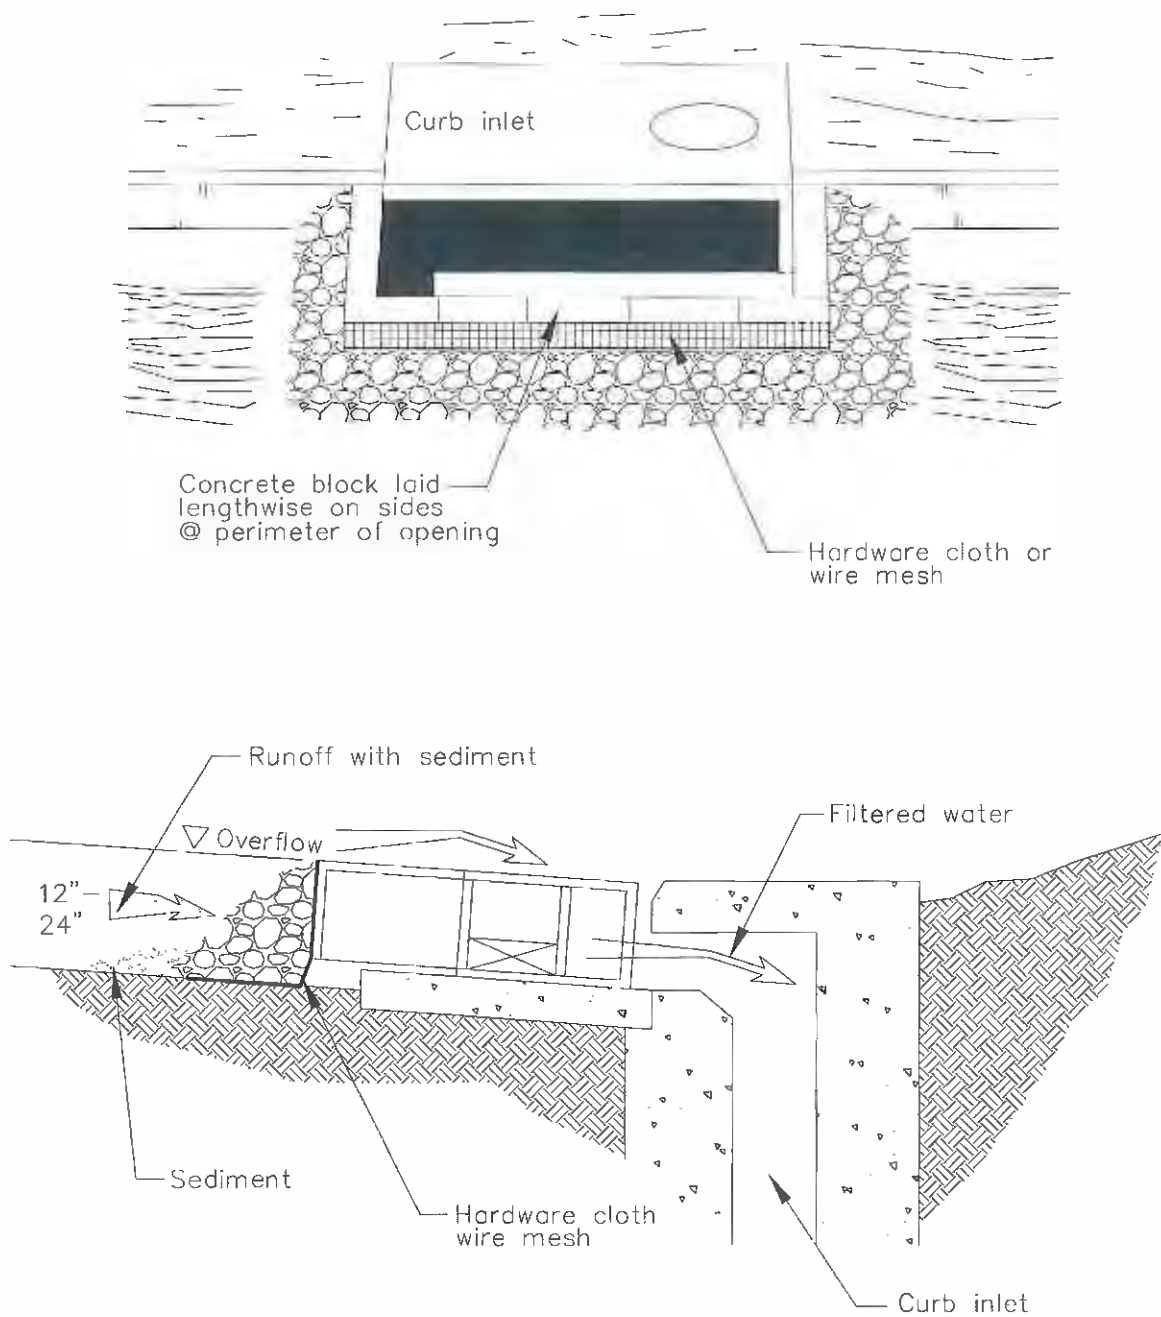 Curb inlet
Concrete block laid
lengthwise on sides
@ perimeter of opening
Hardware cloth or
wire mesh
Runoff with sediment
Overflow
Filtered water
12"-
24"
Sediment
Hardware cloth
wire mesh
Curb inlet